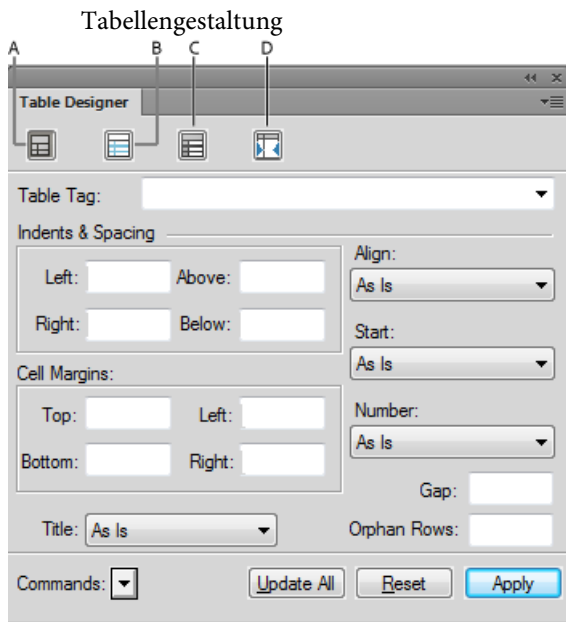 Tabellengestaltung
A B C D
Table Designer
Table Tag:
Indents & Spacing
Align:
Left: Above: As Is
Right: Below: Start:
As Is
Cell Margins:
Number:
Top: Left:
As Is
Bottom: Right:
Gap:
Title: As Is Orphan Rows:
Commands: Update All Reset Apply